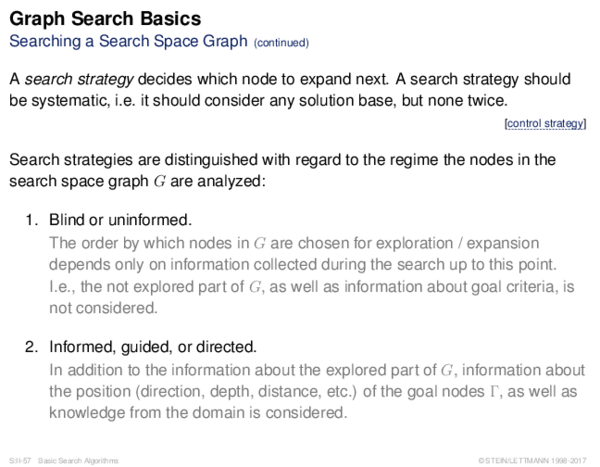 Graph Search Basics
Searching a Search Space Graph (continued)
A search strategy decides which node to expand next. A search strategy should
be systematic, i.e. it should consider any solution base, but none twice.
[control strategy]
Search strategies are distinguished with regard to the regime the nodes in the
search space graph G are analyzed:
1. Blind or uninformed.
The order by which nodes in G are chosen for exploration / expansion
depends only on information collected during the search up to this point.
I.e., the not explored part of G, as well as information about goal criteria, is
not considered.
2. Informed, guided, or directed.
In addition to the information about the explored part of G, information about
the position (direction, depth, distance, etc.) of the goal nodes Γ, as well as
knowledge from the domain is considered.
S:II-57 Basic Search Algorithms
©STEIN/LETTMANN 1998-2017